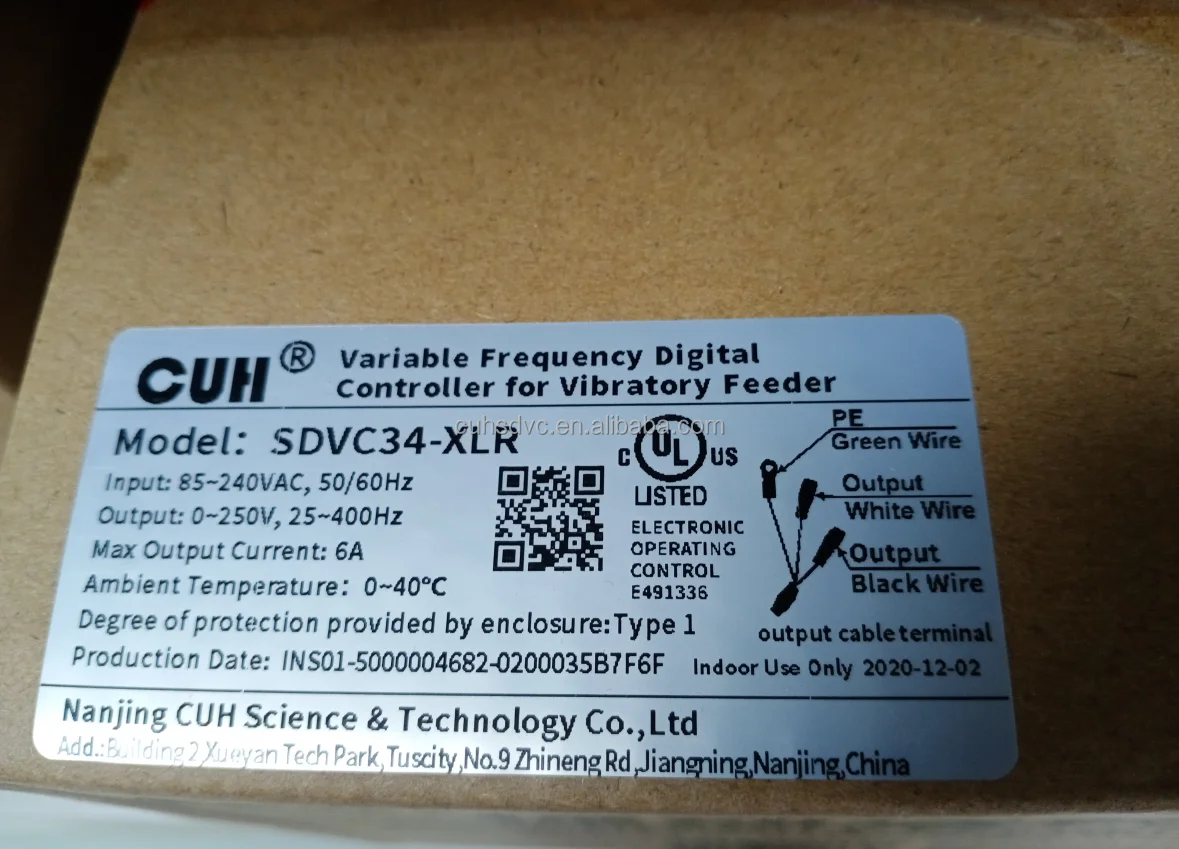 CUH® Variable Frequency Digital
Controller for Vibratory Feeder
Model: SDVC34-XLR
Input: 85~240VAC, 50/60Hz
Output: 0~250V, 25~400Hz
Max Output Current: 6A
Ambient Temperature: 0~40°C
Degree of protection provided by enclosure:Type 1
Production Date: INS01-5000004682-0200035B7F6F
C UL US
LISTED
ELECTRONIC
OPERATING
CONTROL
E491336
PE
Green Wire
Output
White Wire
Output
Black Wire
output cable terminal
Indoor Use Only 2020-12-02
Nanjing CUH Science & Technology Co.,Ltd
Add.:Building 2 Xueyan Tech Park,Tuscity,No.9 Zhineng Rd,Jiangning,Nanjing,China
cuhsdvc.en.alibaba.com